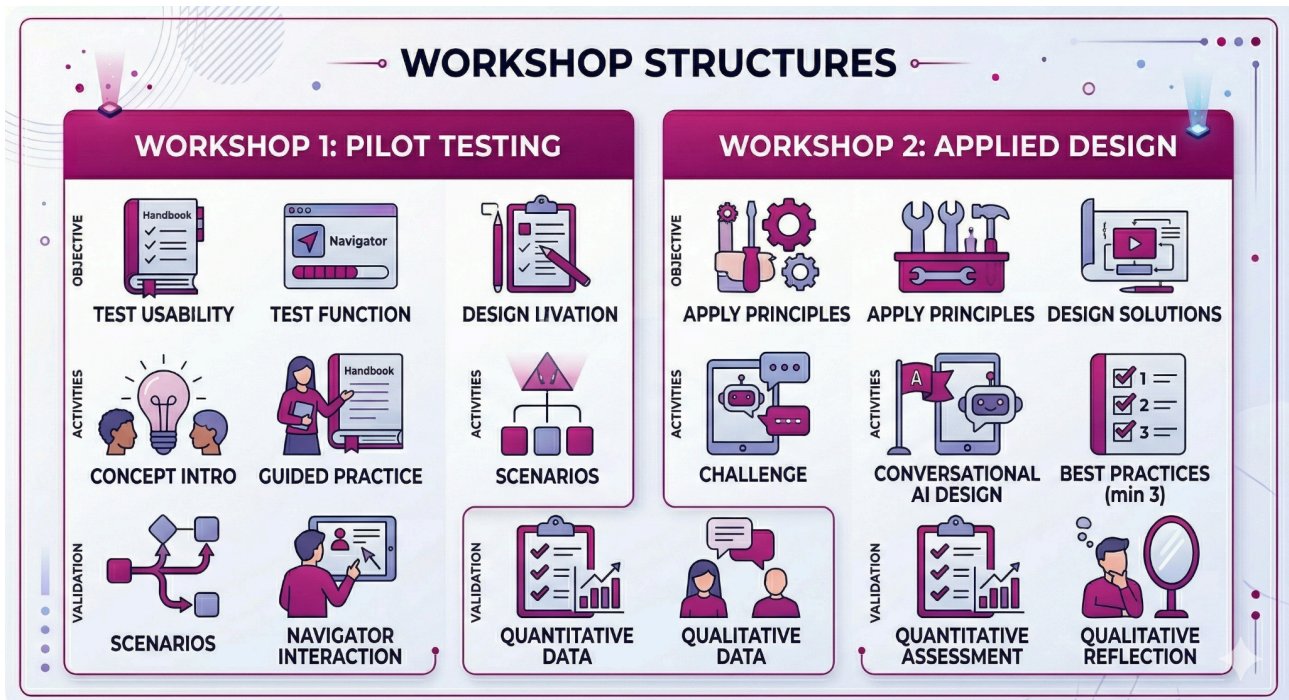 WORKSHOP STRUCTURES
WORKSHOP 1: PILOT TESTING
OBJECTIVE
Handbook
TEST USABILITY
Navigator
TEST FUNCTION
DESIGN
ACTIVITIES
CONCEPT INTRO
Handbook
GUIDED PRACTICE
ACTIVITIES
SCENARIOS
VALIDATION
SCENARIOS
NAVIGATOR
INTERACTION
VALIDATION
QUANTITATIVE
DATA
QUALITATIVE
DATA
WORKSHOP 2: APPLIED DESIGN
OBJECTIVE
APPLY PRINCIPLES
APPLY PRINCIPLES
DESIGN SOLUTIONS
ACTIVITIES
CHALLENGE
ACTIVITIES
A
CONVERSATIONAL
AI DESIGN
1
2
3
BEST PRACTICES
(min 3)
VALIDATION
QUANTITATIVE
ASSESSMENT
QUALITATIVE
REFLECTION